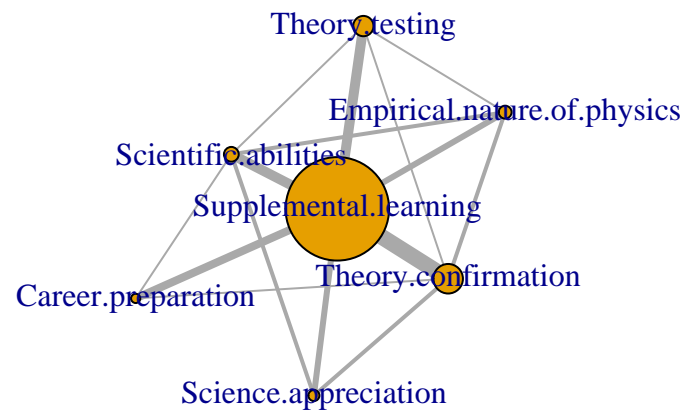 Theory.testing
Empirical.nature.of.physics
Scientific.abilities
Supplemental.learning
Theory.confirmation
Career.preparation
Science.appreciation